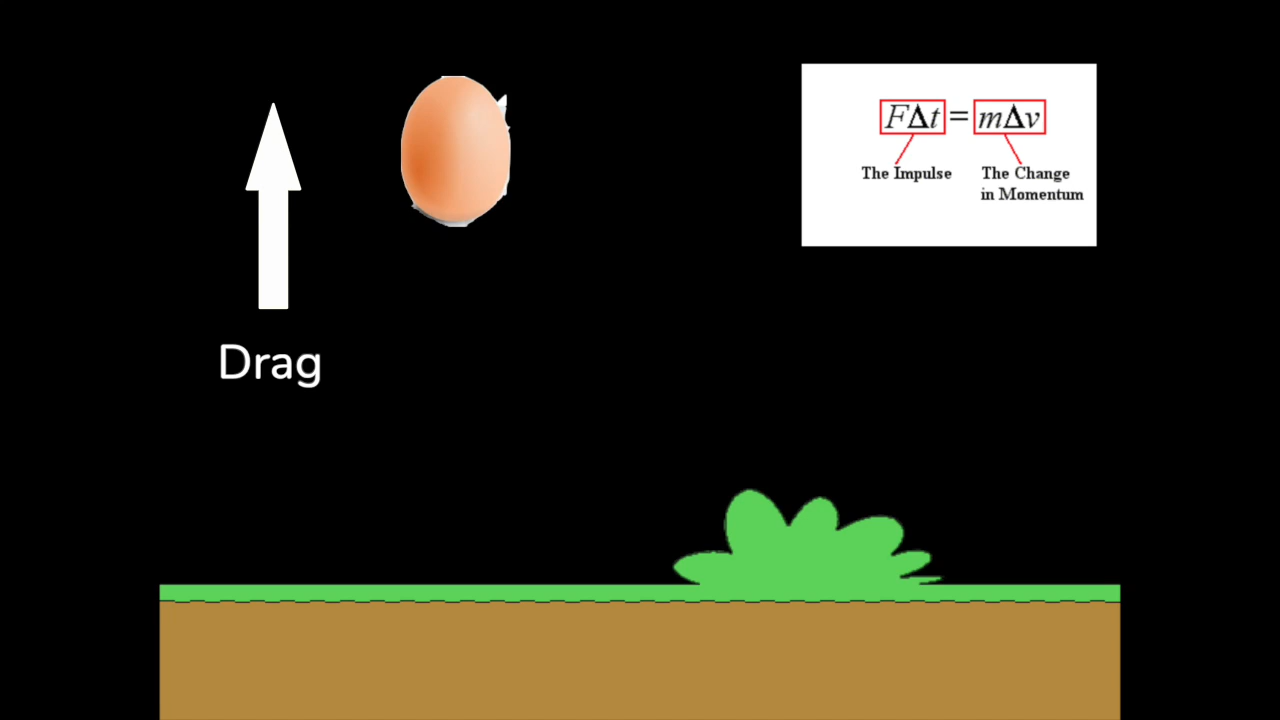 FΔt = mΔv
The Impulse
The Change
in Momentum
Drag